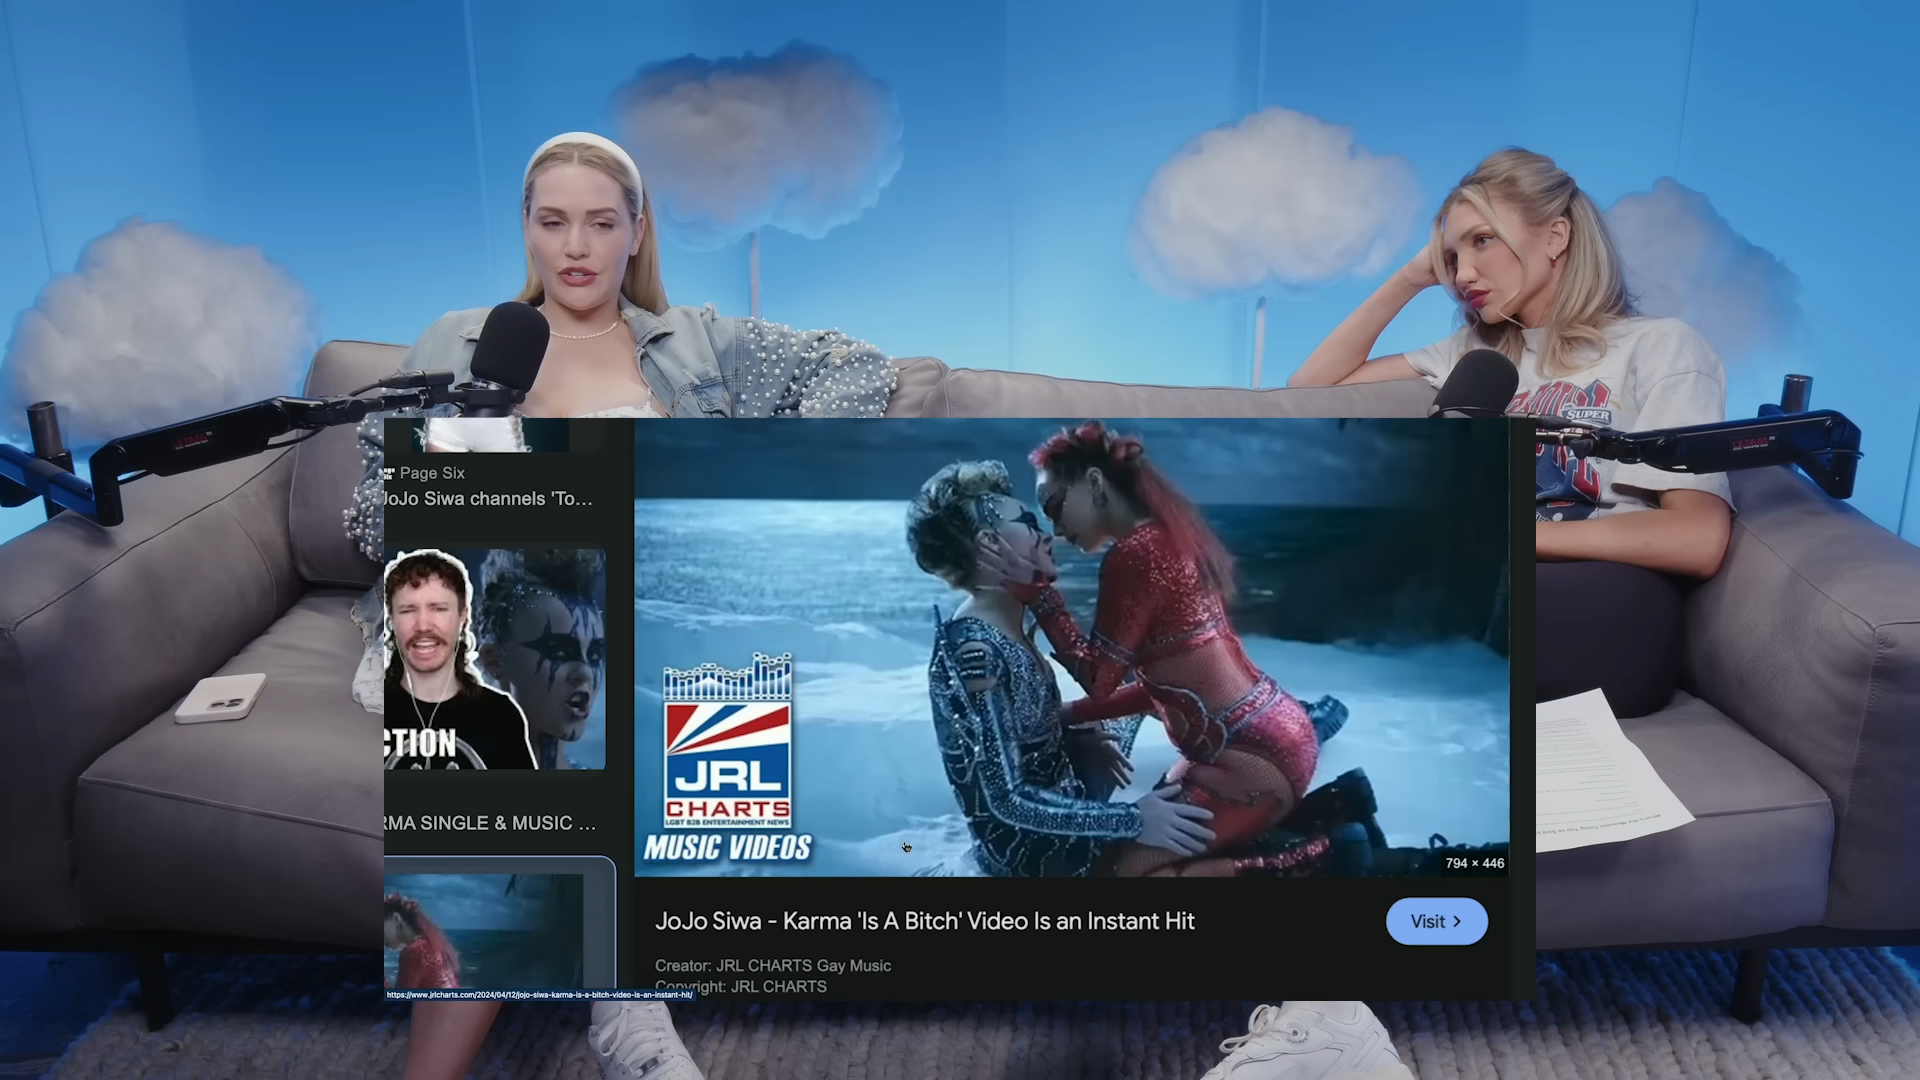 SUPER
Page Six
JoJo Siwa channels 'To...
CTION
RMA SINGLE & MUSIC ...
JRL
CHARTS
LGBT B2B ENTERTAINMENT NEWS
MUSIC VIDEOS
794 × 446
JoJo Siwa - Karma 'Is A Bitch' Video Is an Instant Hit
Visit >
Creator: JRL CHARTS Gay Music
Copyright: JRL CHARTS
https://www.jrlcharts.com/2024/04/12/jojo-siwa-karma-is-a-bitch-video-is-an-instant-hit/